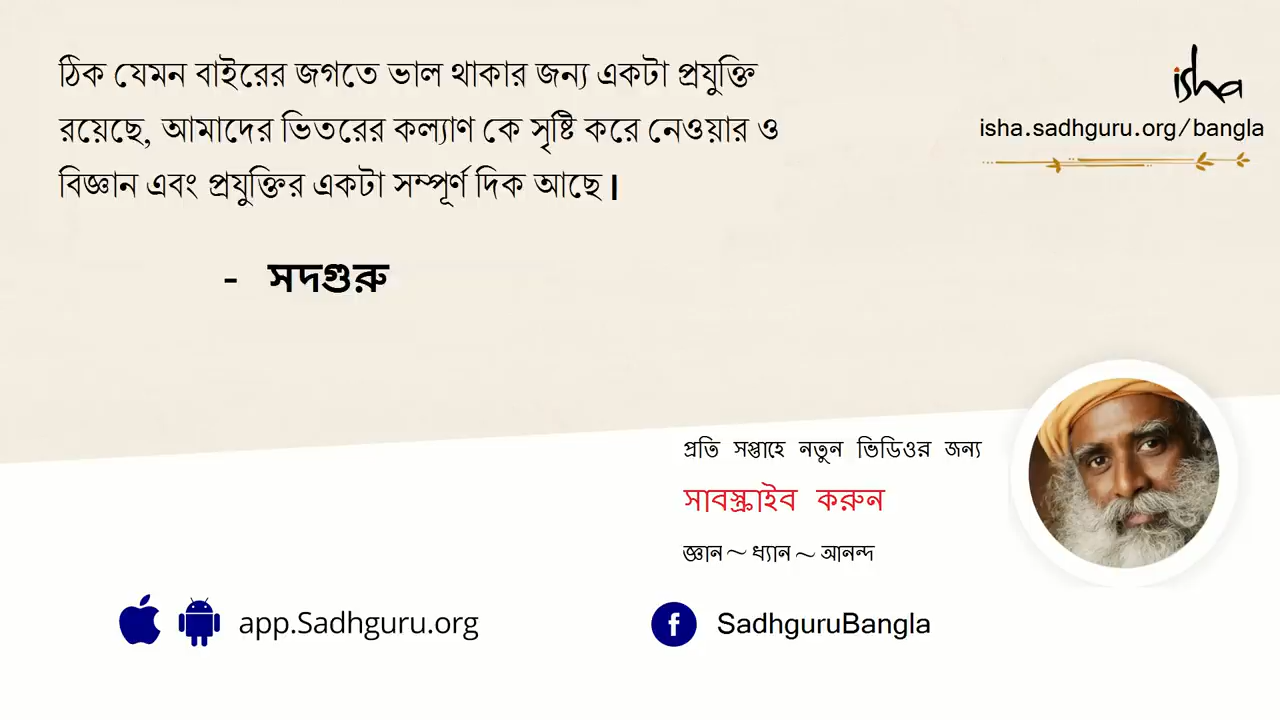 ঠিক যেমন বাইরের জগতে ভাল থাকার জন্য একটা প্রযুক্তি
রয়েছে, আমাদের ভিতরের কল্যাণ কে সৃষ্টি করে নেওয়ার ও
বিজ্ঞান এবং প্রযুক্তির একটা সম্পূর্ণ দিক আছে।
- সদগুরু
isha
isha.sadhguru.org/bangla
প্রতি সপ্তাহে নতুন ভিডিওর জন্য
সাবস্ক্রাইব করুন
জ্ঞান ~ ধ্যান ~ আনন্দ
app.Sadhguru.org
f SadhguruBangla